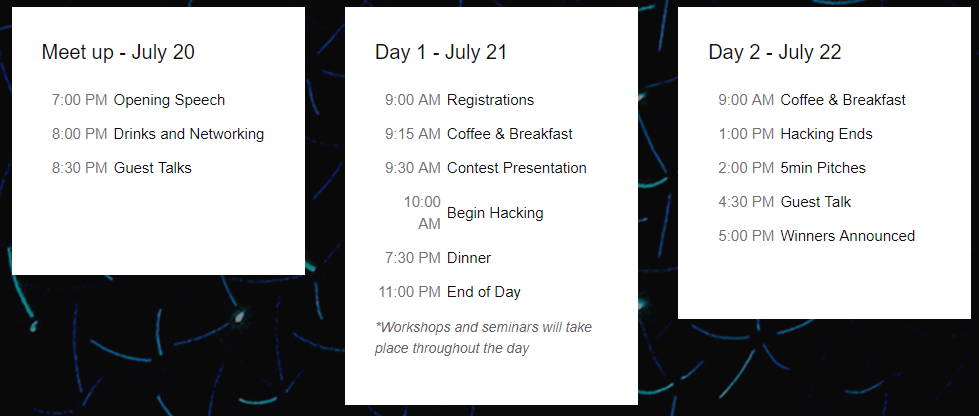 Meet up - July 20
7:00 PM Opening Speech
8:00 PM Drinks and Networking
8:30 PM Guest Talks
Day 1 - July 21
9:00 AM Registrations
9:15 AM Coffee & Breakfast
9:30 AM Contest Presentation
10:00
AM Begin Hacking
7:30 PM Dinner
11:00 PM End of Day
*Workshops and seminars will take
place throughout the day
Day 2 - July 22
9:00 AM Coffee & Breakfast
1:00 PM Hacking Ends
2:00 PM 5min Pitches
4:30 PM Guest Talk
5:00 PM Winners Announced